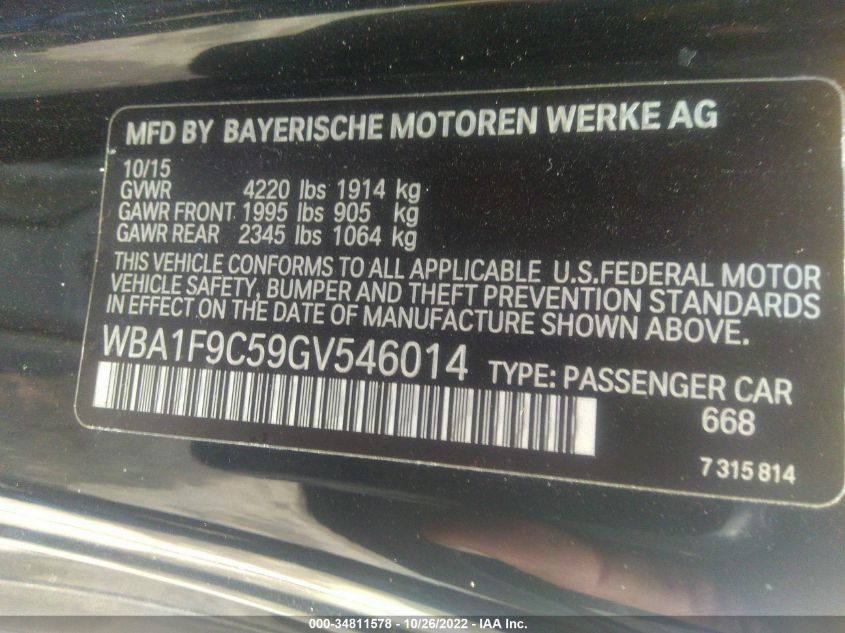 MFD BY BAYERISCHE MOTOREN WERKE AG
10/15
GVWR 4220 lbs 1914 kg
GAWR FRONT 1995 lbs 905 kg
GAWR REAR 2345 lbs 1064 kg
THIS VEHICLE CONFORMS TO ALL APPLICABLE U.S.FEDERAL MOTOR
VEHICLE SAFETY, BUMPER AND THEFT PREVENTION STANDARDS
IN EFFECT ON THE DATE OF MANUFACTURE SHOWN ABOVE.
WBA1F9C59GV546014 TYPE: PASSENGER CAR
668
7 315 814
000-34811578 | 10/26/2022 | IAA, Inc.